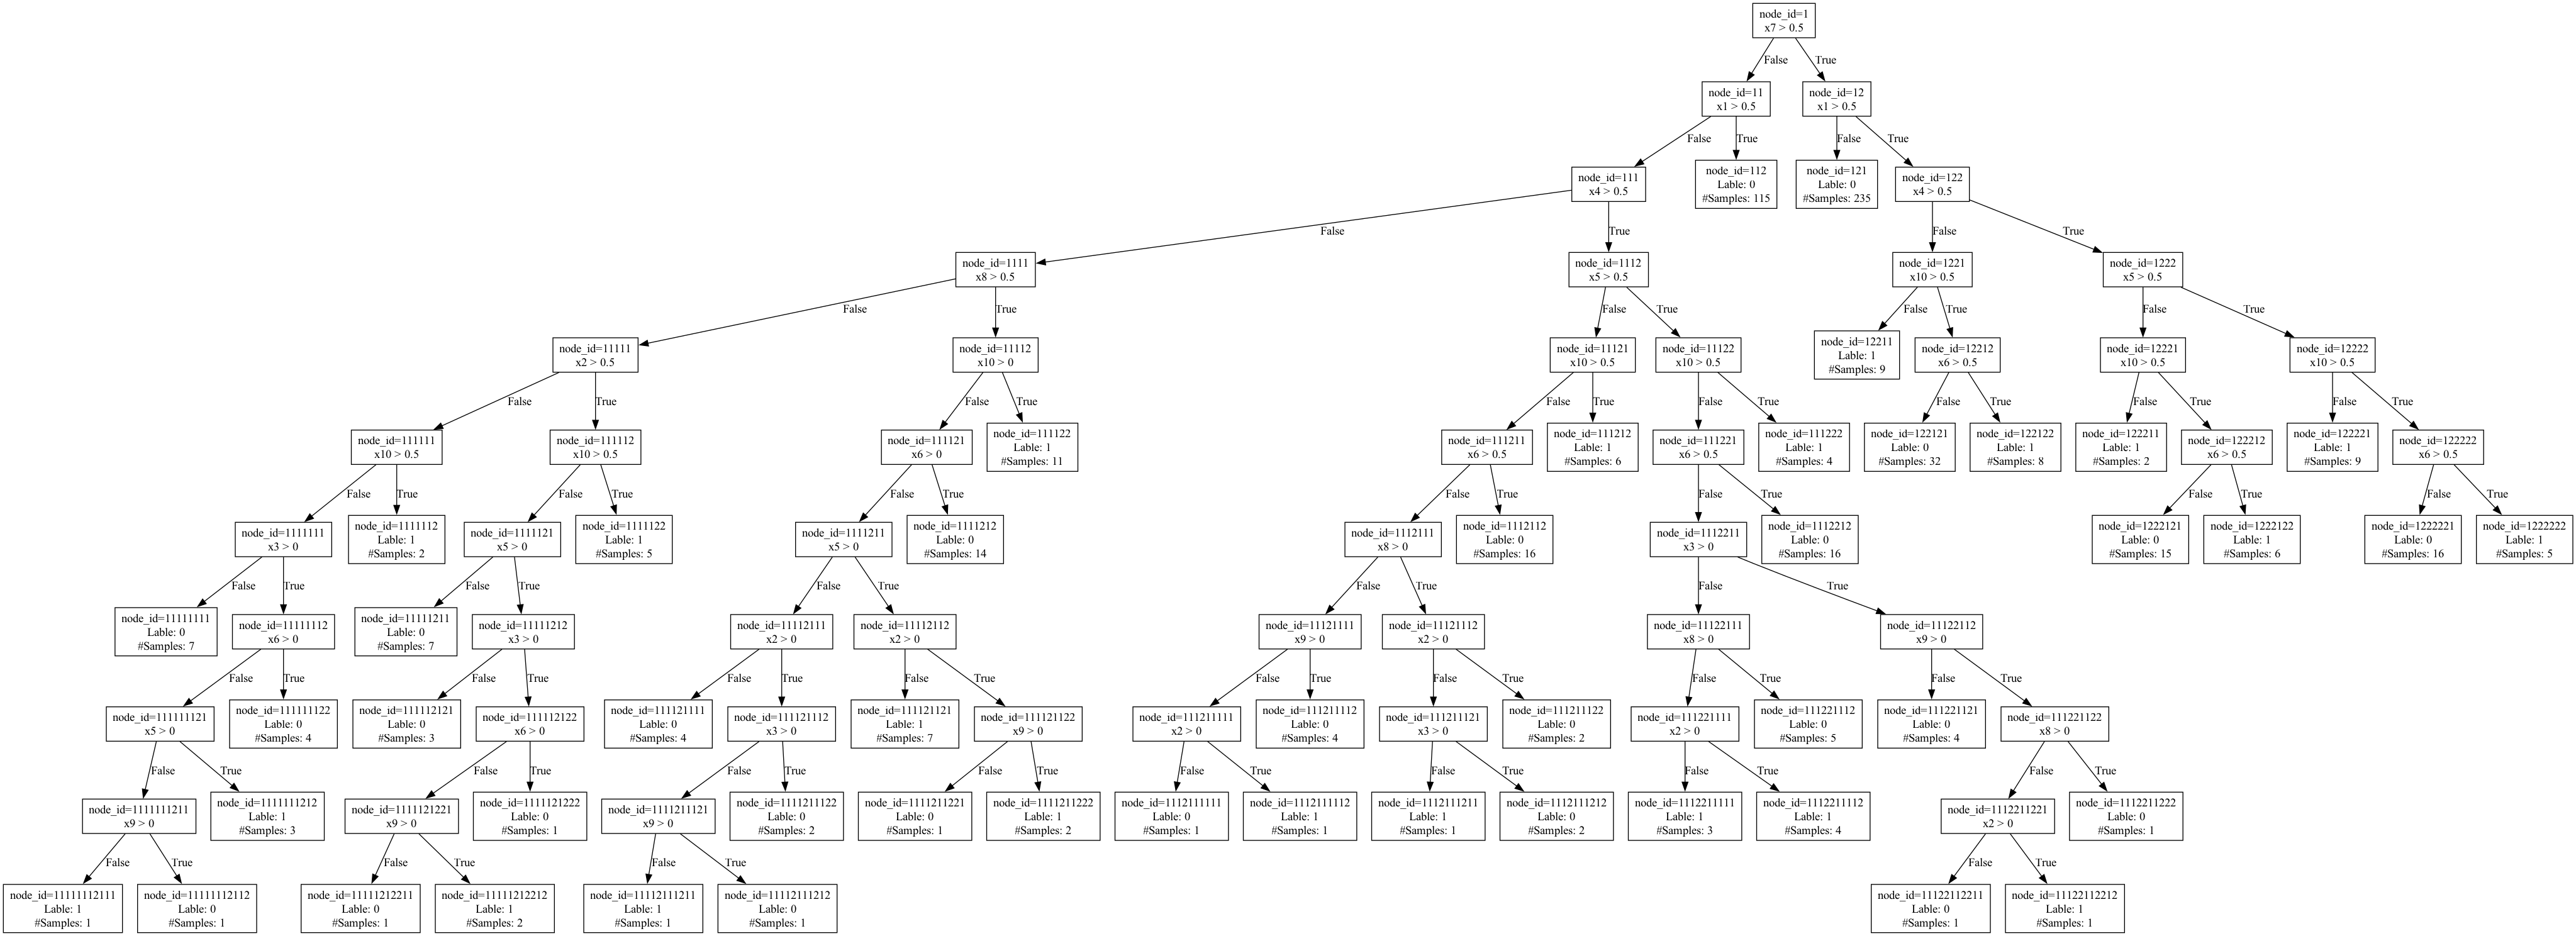 node_id=1
x7 > 0.5
False
True
node_id=11
x1 > 0.5
node_id=12
x1 > 0.5
False
True
False
True
node_id=111
x4 > 0.5
node_id=112
Lable: 0
#Samples: 115
node_id=121
Lable: 0
#Samples: 235
node_id=122
x4 > 0.5
False
True
False
True
node_id=1111
x8 > 0.5
node_id=1112
x5 > 0.5
node_id=1221
x10 > 0.5
node_id=1222
x5 > 0.5
False
True
False
True
False
True
False
True
node_id=11111
x2 > 0.5
node_id=11112
x10 > 0
node_id=11121
x10 > 0.5
node_id=11122
x10 > 0.5
node_id=12211
Lable: 1
#Samples: 9
node_id=12212
x6 > 0.5
node_id=12221
x10 > 0.5
node_id=12222
x10 > 0.5
False
True
False
True
False
True
False
True
False
True
False
True
False
True
node_id=111111
x10 > 0.5
node_id=111112
x10 > 0.5
node_id=111121
x6 > 0
node_id=111122
Lable: 1
#Samples: 11
node_id=111211
x6 > 0.5
node_id=111212
Lable: 1
#Samples: 6
node_id=111221
x6 > 0.5
node_id=111222
Lable: 1
#Samples: 4
node_id=122121
Lable: 0
#Samples: 32
node_id=122122
Lable: 1
#Samples: 8
node_id=122211
Lable: 1
#Samples: 2
node_id=122212
x6 > 0.5
node_id=122221
Lable: 1
#Samples: 9
node_id=122222
x6 > 0.5
False
True
False
True
False
True
False
True
False
True
False
True
False
True
node_id=1111111
x3 > 0
node_id=1111112
Lable: 1
#Samples: 2
node_id=1111121
x5 > 0
node_id=1111122
Lable: 1
#Samples: 5
node_id=1111211
x5 > 0
node_id=1111212
Lable: 0
#Samples: 14
node_id=1112111
x8 > 0
node_id=1112112
Lable: 0
#Samples: 16
node_id=1112211
x3 > 0
node_id=1112212
Lable: 0
#Samples: 16
node_id=1222121
Lable: 0
#Samples: 15
node_id=1222122
Lable: 1
#Samples: 6
node_id=1222221
Lable: 0
#Samples: 16
node_id=1222222
Lable: 1
#Samples: 5
False
True
False
True
False
True
False
True
False
True
node_id=11111111
Lable: 0
#Samples: 7
node_id=11111112
x6 > 0
node_id=11111211
Lable: 0
#Samples: 7
node_id=11111212
x3 > 0
node_id=11112111
x2 > 0
node_id=11112112
x2 > 0
node_id=11121111
x9 > 0
node_id=11121112
x2 > 0
node_id=11122111
x8 > 0
node_id=11122112
x9 > 0
False
True
False
True
False
True
False
True
False
True
False
True
False
True
False
True
node_id=111111121
x5 > 0
node_id=111111122
Lable: 0
#Samples: 4
node_id=111112121
Lable: 0
#Samples: 3
node_id=111112122
x6 > 0
node_id=111121111
Lable: 0
#Samples: 4
node_id=111121112
x3 > 0
node_id=111121121
Lable: 1
#Samples: 7
node_id=111121122
x9 > 0
node_id=111211111
x2 > 0
node_id=111211112
Lable: 0
#Samples: 4
node_id=111211121
x3 > 0
node_id=111211122
Lable: 0
#Samples: 2
node_id=111221111
x2 > 0
node_id=111221112
Lable: 0
#Samples: 5
node_id=111221121
Lable: 0
#Samples: 4
node_id=111221122
x8 > 0
False
True
False
True
False
True
False
True
False
True
False
True
False
True
False
True
node_id=1111111211
x9 > 0
node_id=1111111212
Lable: 1
#Samples: 3
node_id=1111121221
x9 > 0
node_id=1111121222
Lable: 0
#Samples: 1
node_id=1111211121
x9 > 0
node_id=1111211122
Lable: 0
#Samples: 2
node_id=1111211221
Lable: 0
#Samples: 1
node_id=1111211222
Lable: 1
#Samples: 2
node_id=1112111111
Lable: 0
#Samples: 1
node_id=1112111112
Lable: 1
#Samples: 1
node_id=1112111211
Lable: 1
#Samples: 1
node_id=1112111212
Lable: 0
#Samples: 2
node_id=1112211111
Lable: 1
#Samples: 3
node_id=1112211112
Lable: 1
#Samples: 4
node_id=1112211221
x2 > 0
node_id=1112211222
Lable: 0
#Samples: 1
False
True
False
True
False
True
False
True
node_id=11111112111
Lable: 1
#Samples: 1
node_id=11111112112
Lable: 0
#Samples: 1
node_id=11111212211
Lable: 0
#Samples: 1
node_id=11111212212
Lable: 1
#Samples: 2
node_id=11112111211
Lable: 1
#Samples: 1
node_id=11112111212
Lable: 0
#Samples: 1
node_id=11122112211
Lable: 0
#Samples: 1
node_id=11122112212
Lable: 1
#Samples: 1